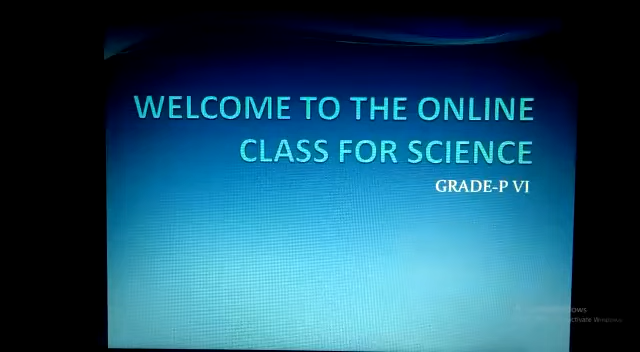 WELCOME TO THE ONLINE
CLASS FOR SCIENCE
GRADE-P VI